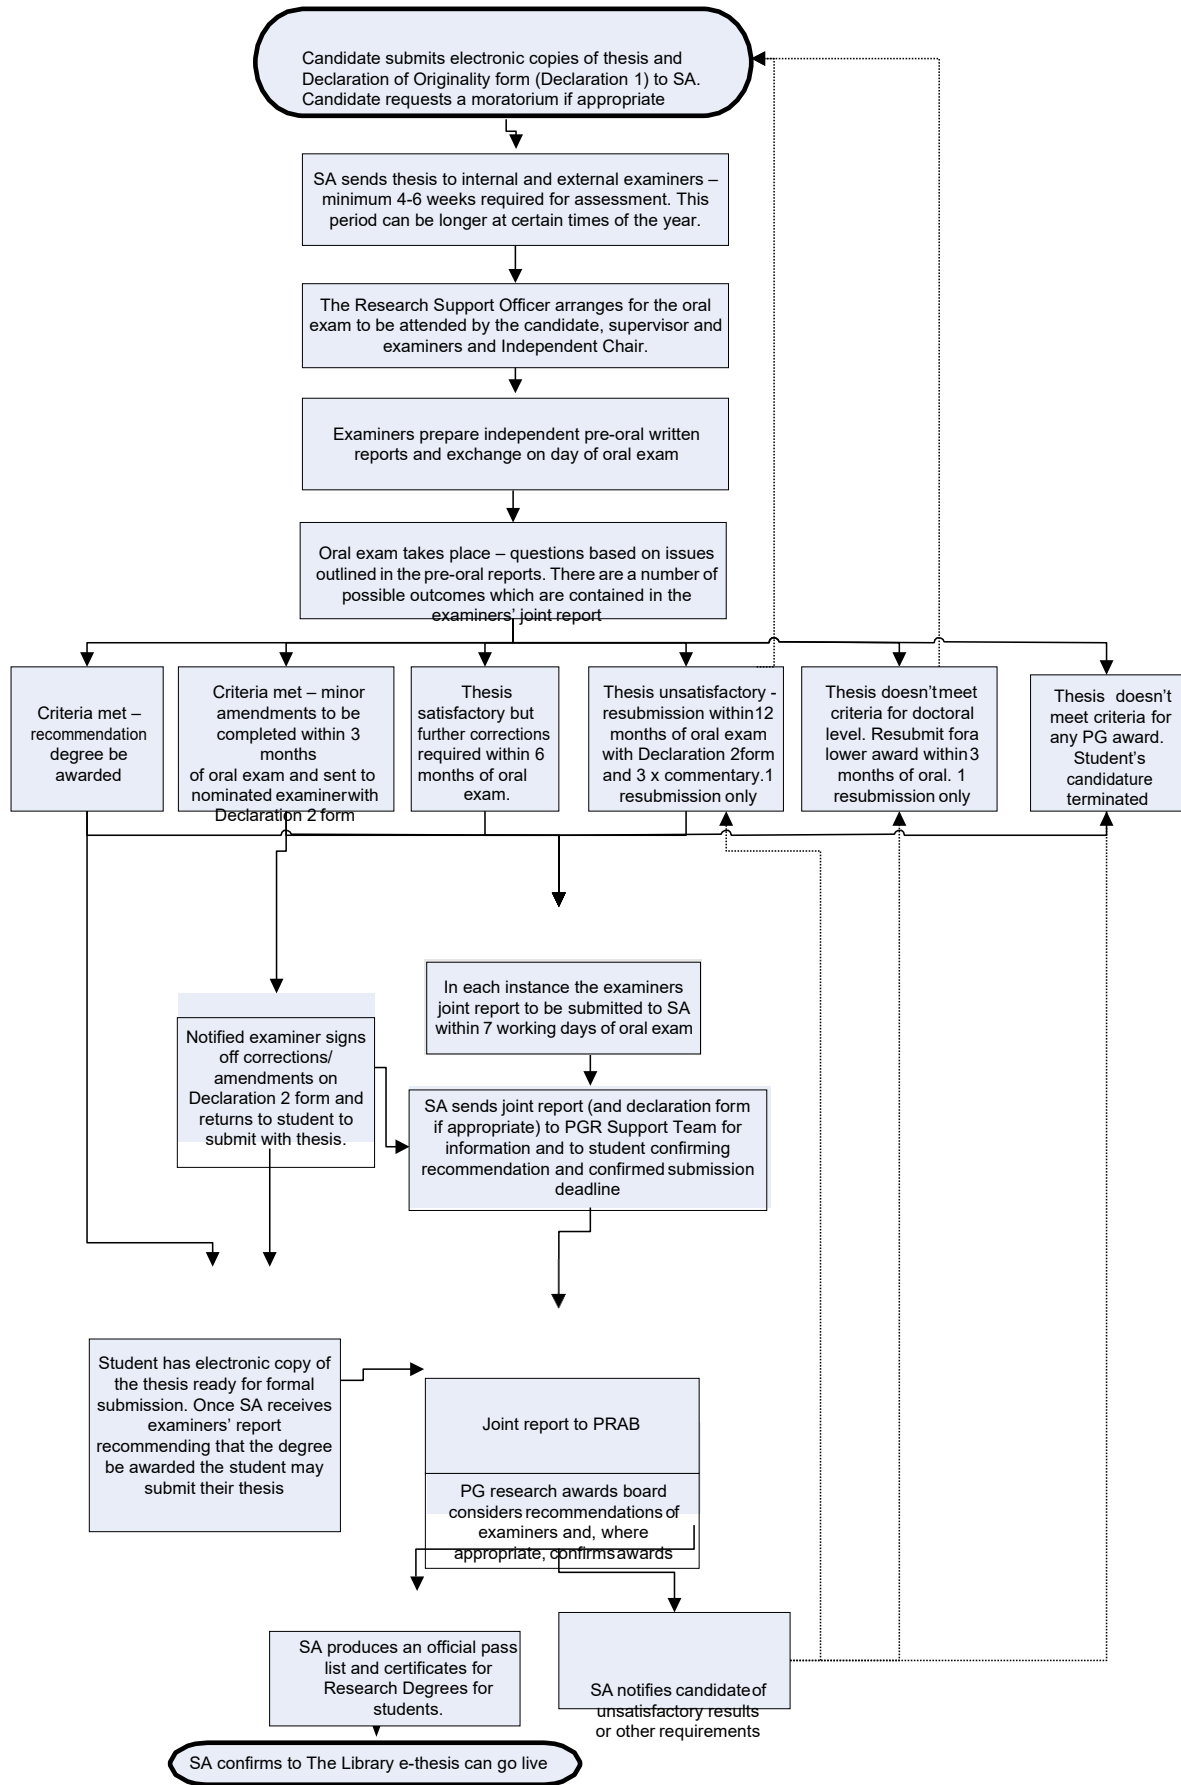 Candidate submits electronic copies of thesis and
Declaration of Originality form (Declaration 1) to SA.
Candidate requests a moratorium if appropriate
SA sends thesis to internal and external examiners –
minimum 4-6 weeks required for assessment. This
period can be longer at certain times of the year.
The Research Support Officer arranges for the oral
exam to be attended by the candidate, supervisor and
examiners and Independent Chair.
Examiners prepare independent pre-oral written
reports and exchange on day of oral exam
Oral exam takes place – questions based on issues
outlined in the pre-oral reports. There are a number of
possible outcomes which are contained in the
examiners' joint report
Criteria met –
recommendation
degree be
awarded
Criteria met – minor
amendments to be
completed within 3
months
of oral exam and sent to
nominated examiner with
Declaration 2 form
Thesis
satisfactory but
further corrections
required within 6
months of oral
exam.
Thesis unsatisfactory -
resubmission within 12
months of oral exam
with Declaration 2 form
and 3 x commentary. 1
resubmission only
Thesis doesn't meet
criteria for doctoral
level. Resubmit for a
lower award within 3
months of oral. 1
resubmission only
Thesis doesn't
meet criteria for
any PG award.
Student's
candidature
terminated
In each instance the examiners
joint report to be submitted to SA
within 7 working days of oral exam
Notified examiner signs
off corrections/
amendments on
Declaration 2 form and
returns to student to
submit with thesis.
SA sends joint report (and declaration form
if appropriate) to PGR Support Team for
information and to student confirming
recommendation and confirmed submission
deadline
Student has electronic copy of
the thesis ready for formal
submission. Once SA receives
examiners' report
recommending that the degree
be awarded the student may
submit their thesis
Joint report to PRAB
PG research awards board
considers recommendations of
examiners and, where
appropriate, confirms awards
SA produces an official pass
list and certificates for
Research Degrees for
students.
SA notifies candidate of
unsatisfactory results
or other requirements
SA confirms to The Library e-thesis can go live